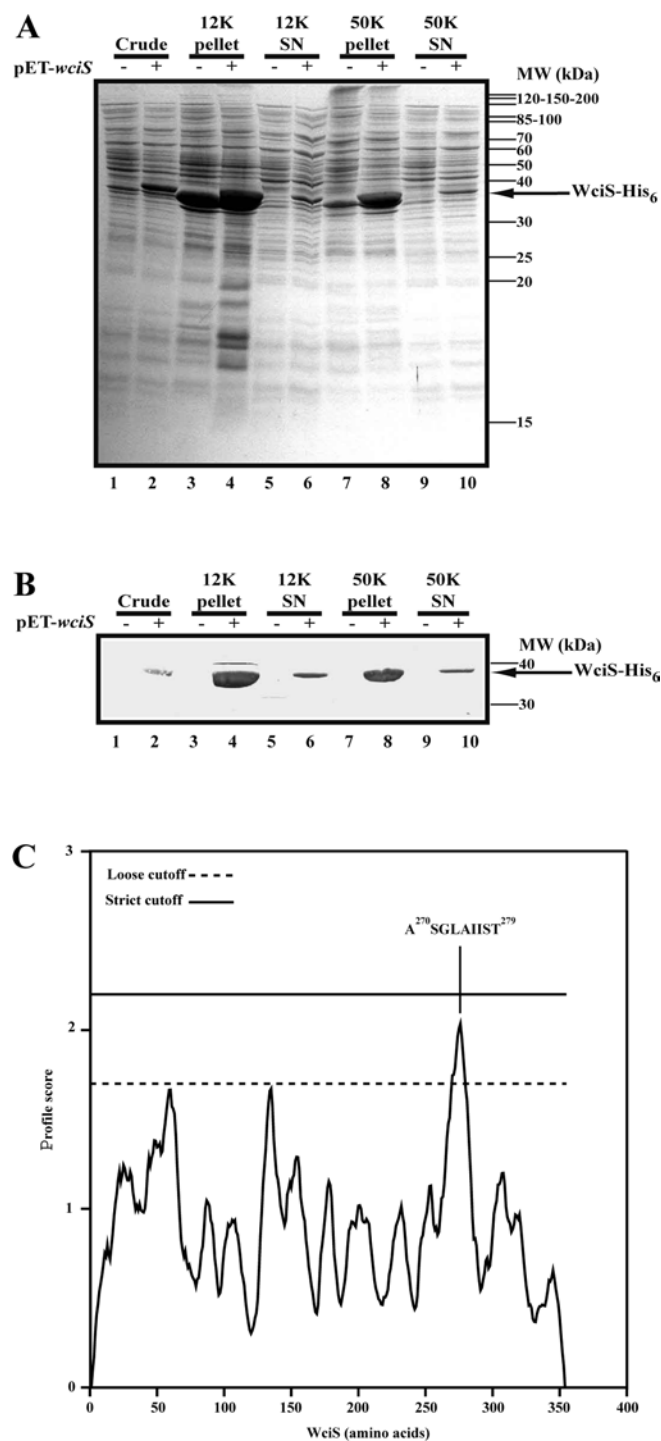 A
12K 12K 50K 50K
Crude pellet SN pellet SN
pET-wciS - + - + - + - + - + MW (kDa)
120-150-200
85-100
70
60
50
40
WciS-His6
30
25
20
15
1 2 3 4 5 6 7 8 9 10
B
12K 12K 50K 50K
Crude pellet SN pellet SN
pET-wciS - + - + - + - + - + MW (kDa)
40
WciS-His6
30
1 2 3 4 5 6 7 8 9 10
C
3
Loose cutoff
Strict cutoff
A270SGLAIIST279
2
Profile score
1
0
0 50 100 150 200 250 300 350 400
WciS (amino acids)